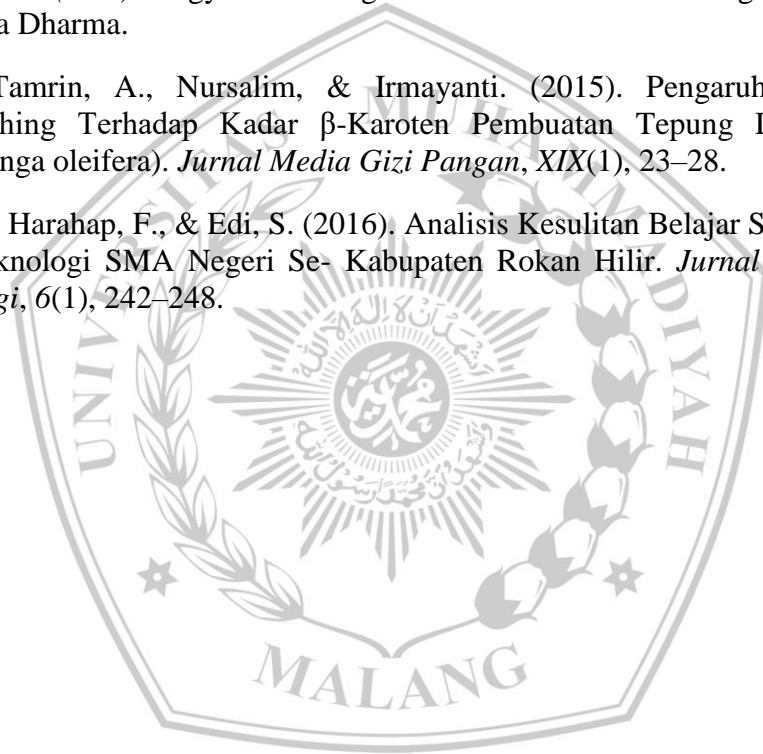 a Dharma.
Tamrin, A., Nursalim, & Irmayanti. (2015). Pengaruh
hing Terhadap Kadar β-Karoten Pembuatan Tepung
nga oleifera). Jurnal Media Gizi Pangan, XIX(1), 23–28.
Harahap, F., & Edi, S. (2016). Analisis Kesulitan Belajar S
knologi SMA Negeri Se- Kabupaten Rokan Hilir. Jurnal
gi, 6(1), 242–248.
UNIVERSITAS MUHAMMADIYAH
MALANG